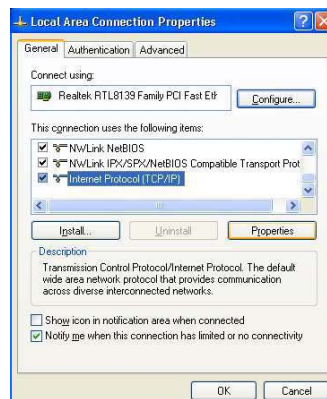 Local Area Connection Properties
General Authentication Advanced
Connect using:
Realtek RTL8139 Family PCI Fast Eth
Configure...
This connection uses the following items:
NWLink NetBIOS
NWLink IPX/SPX/NetBIOS Compatible Transport Prot
Internet Protocol (TCP/IP)
Install... Uninstall Properties
Description
Transmission Control Protocol/Internet Protocol. The default
wide area network protocol that provides communication
across diverse interconnected networks.
Show icon in notification area when connected
Notify me when this connection has limited or no connectivity
OK Cancel